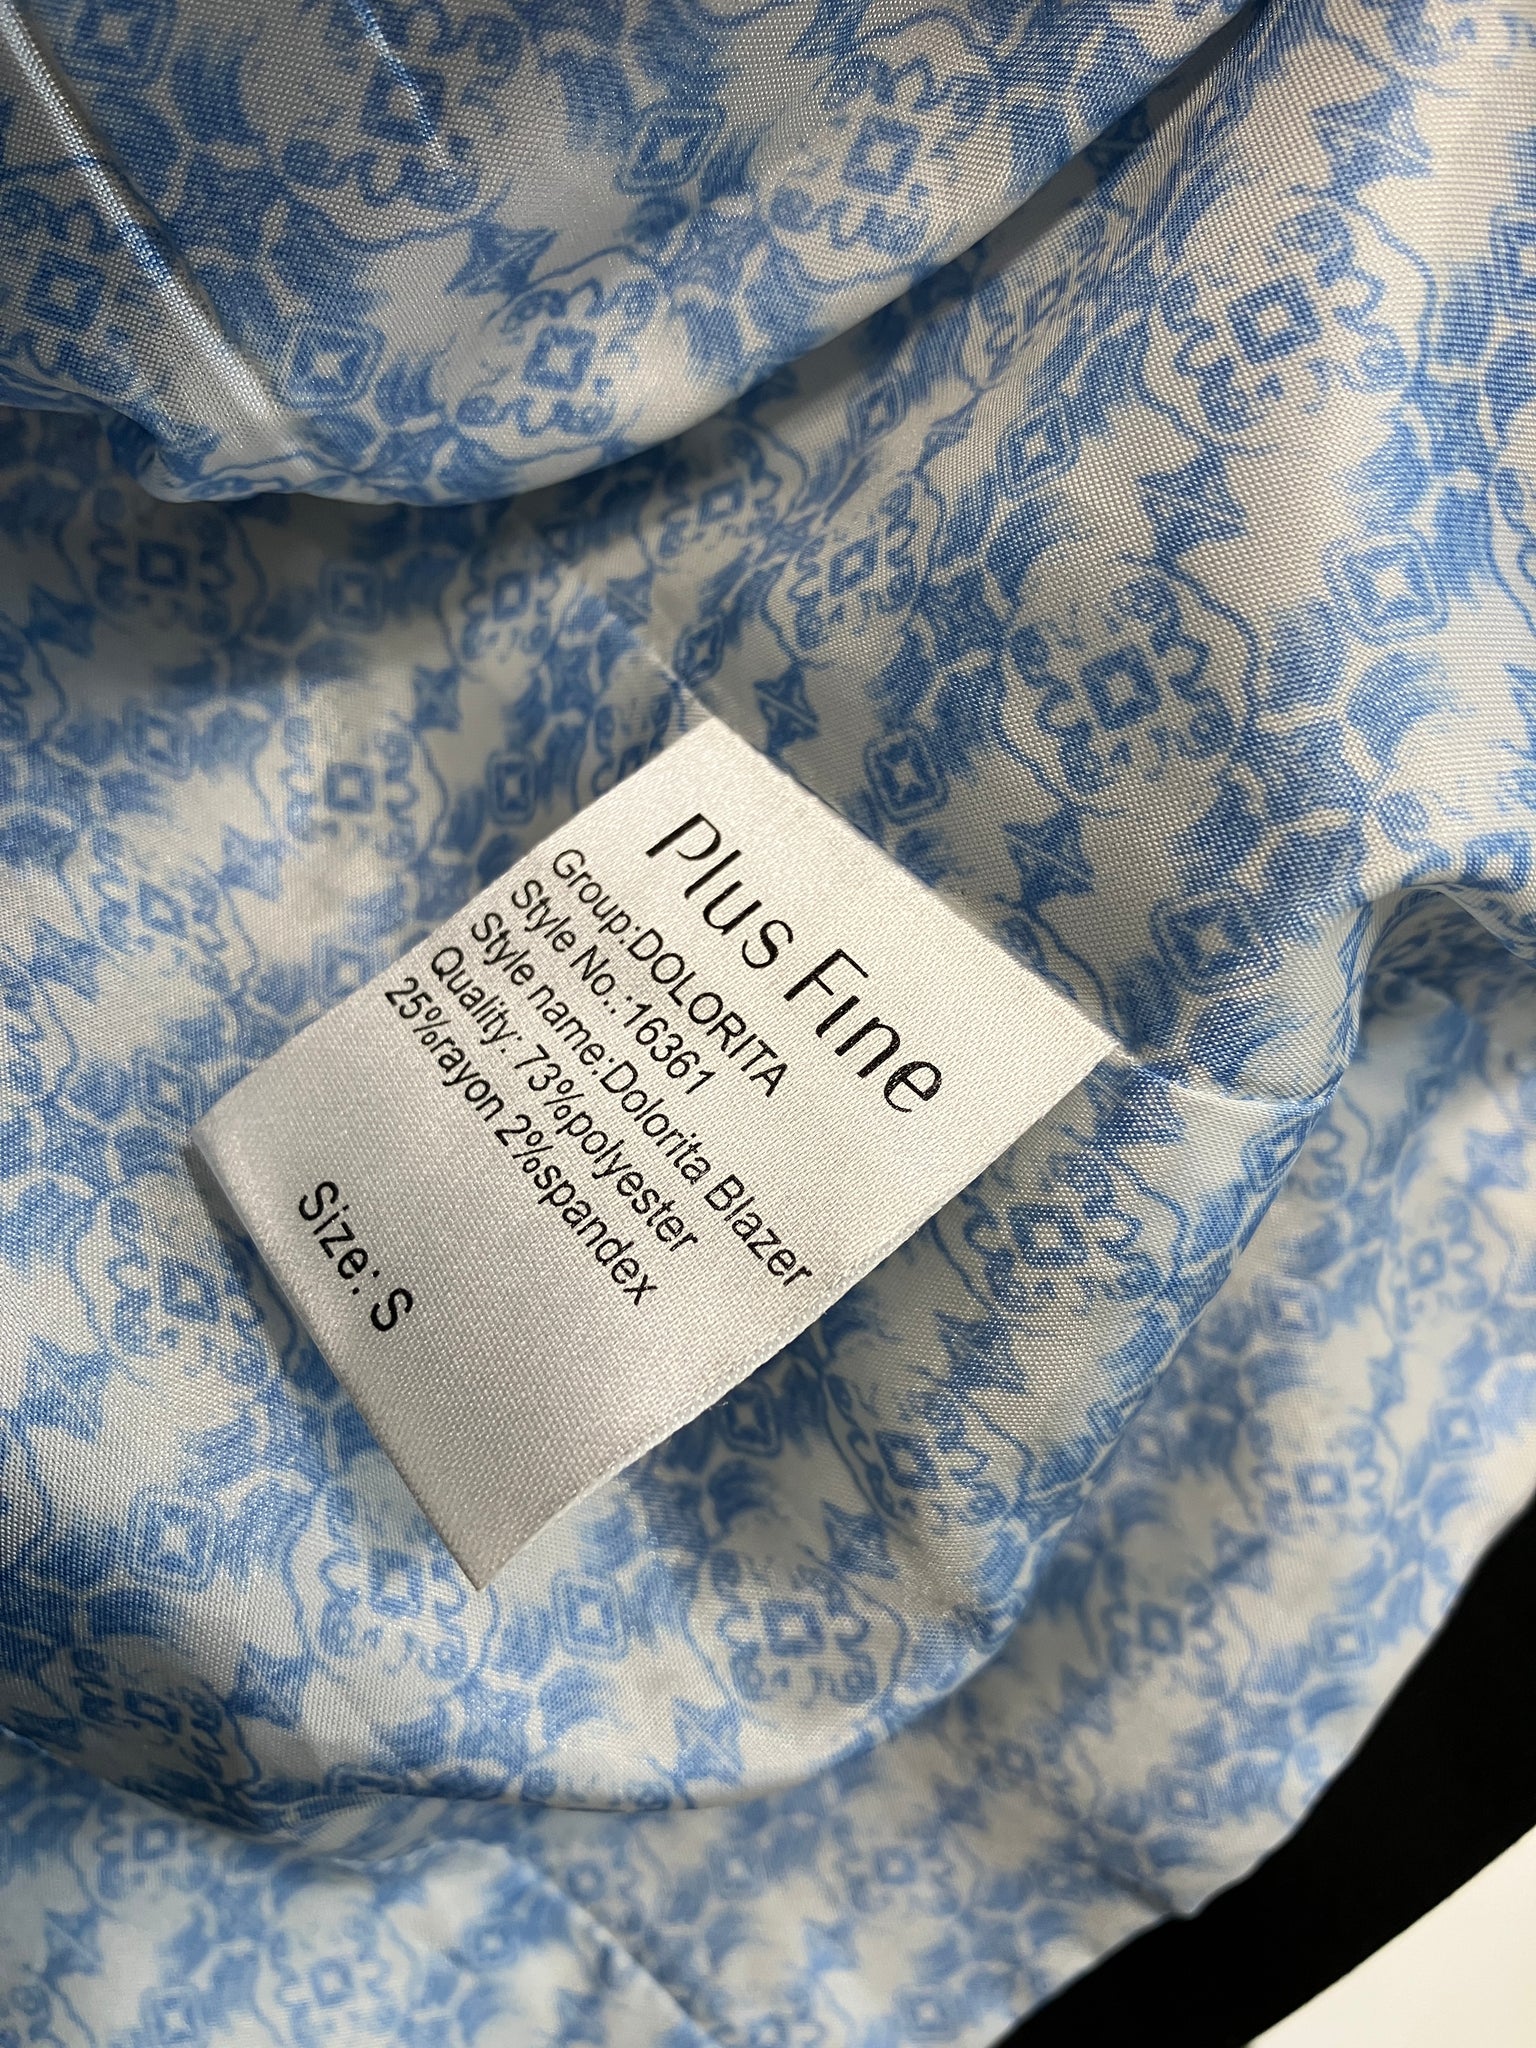 Plus Fine
Group:DOLORITA
Style No.:16361
Style name:Dolorita Blazer
Quality: 73%polyester
25%rayon 2%spandex
Size: S